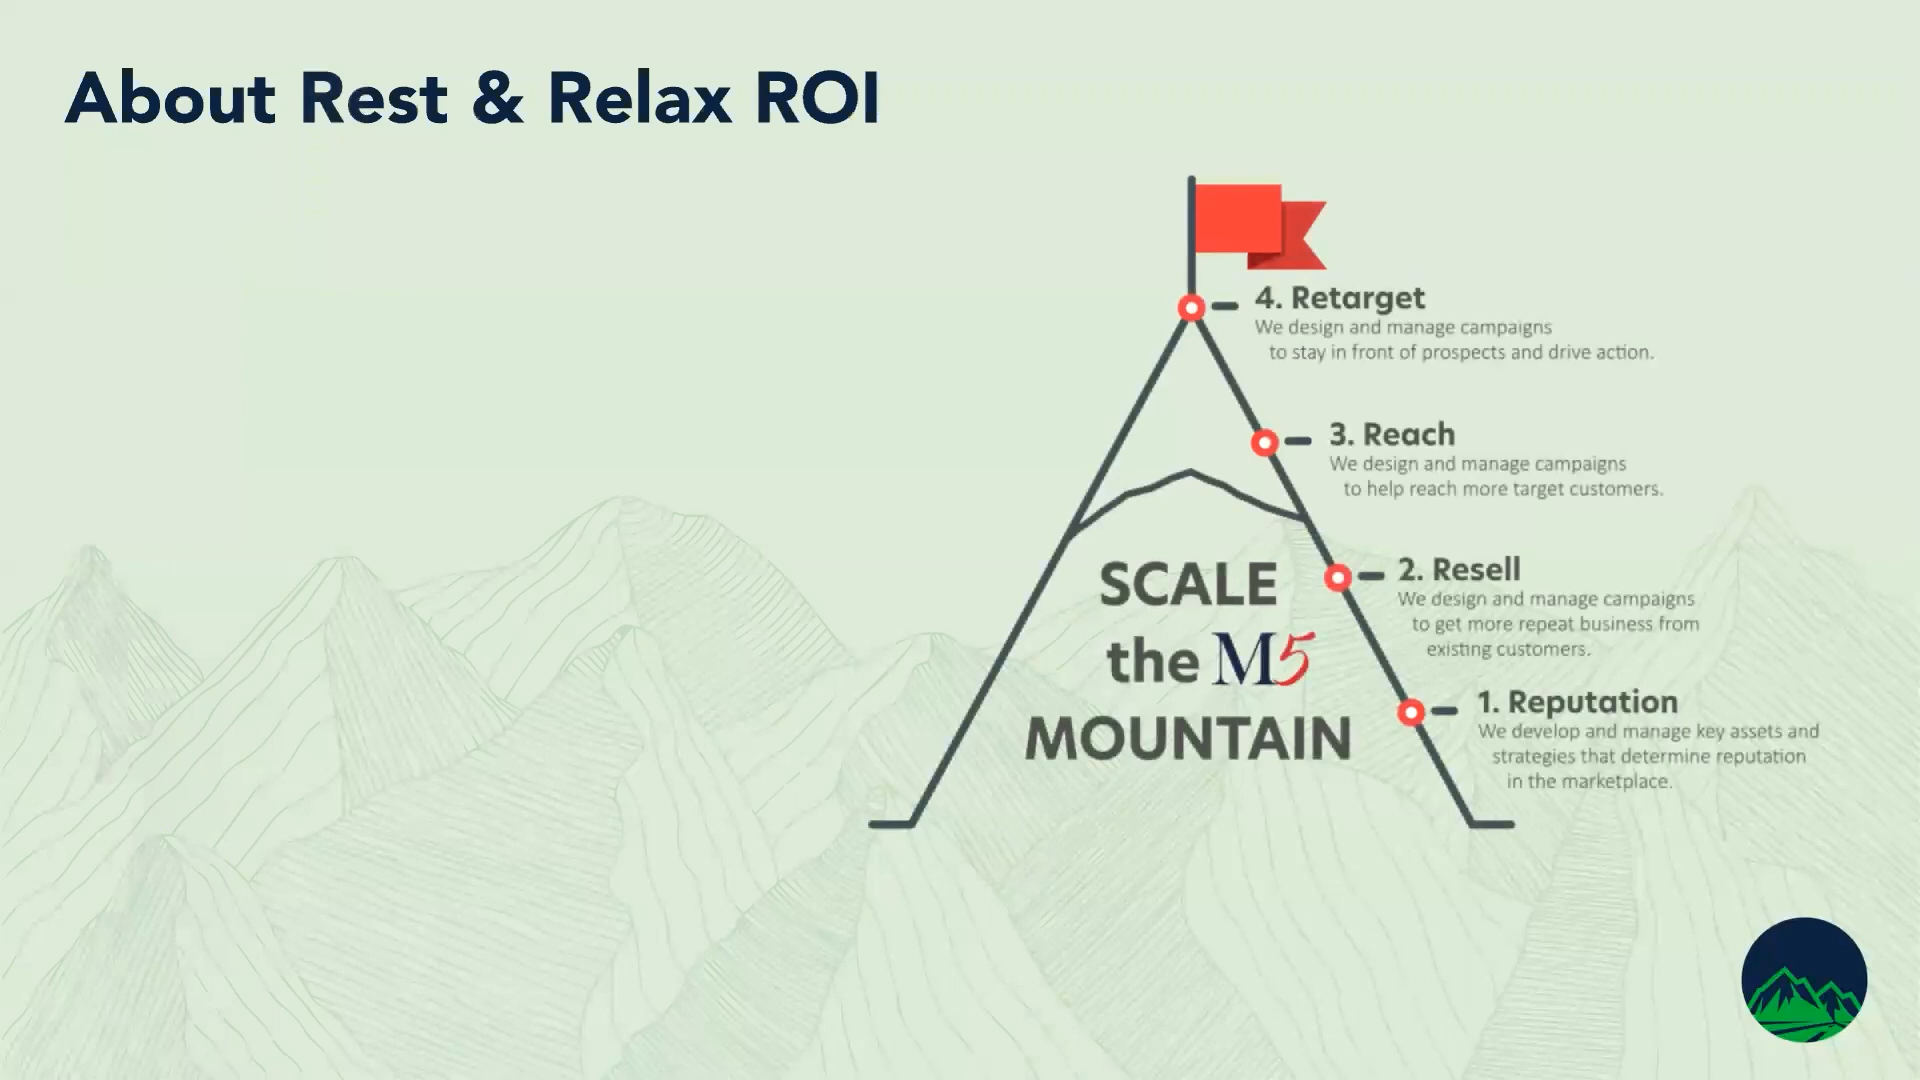 About Rest & Relax ROI
4. Retarget
We design and manage campaigns
to stay in front of prospects and drive action.
3. Reach
We design and manage campaigns
to help reach more target customers.
2. Resell
We design and manage campaigns
to get more repeat business from
existing customers.
1. Reputation
We develop and manage key assets and
strategies that determine reputation
in the marketplace.
SCALE
the M5
MOUNTAIN